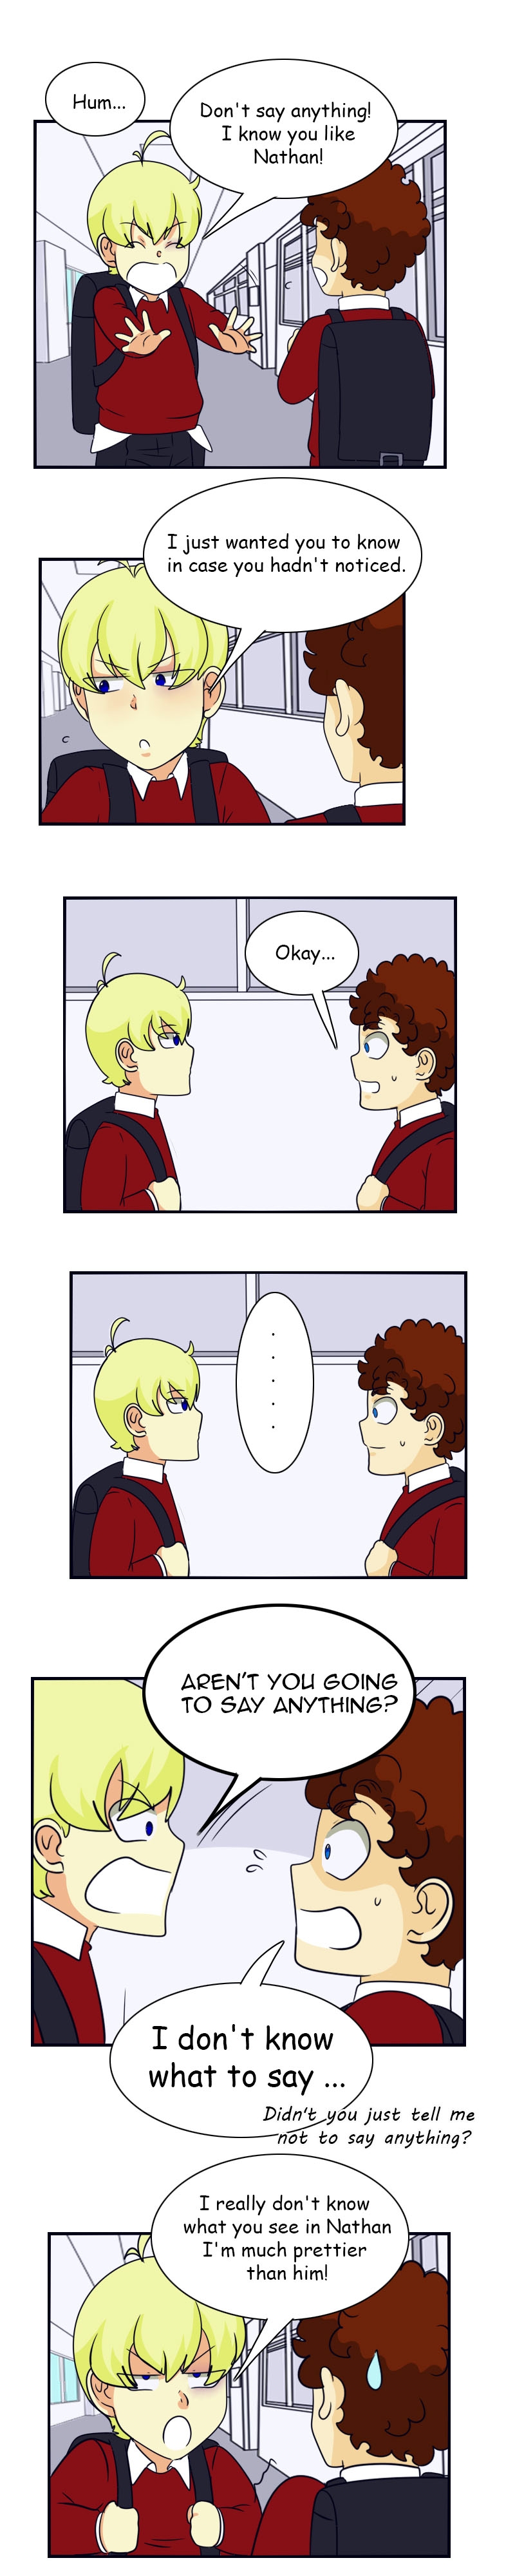 Hum...
Don't say anything!
I know you like
Nathan!
I just wanted you to know
in case you hadn't noticed.
Okay...
.....
AREN'T YOU GOING
TO SAY ANYTHING?
I don't know
what to say ...
Didn't you just tell me
not to say anything?
I really don't know
what you see in Nathan
I'm much prettier
than him!